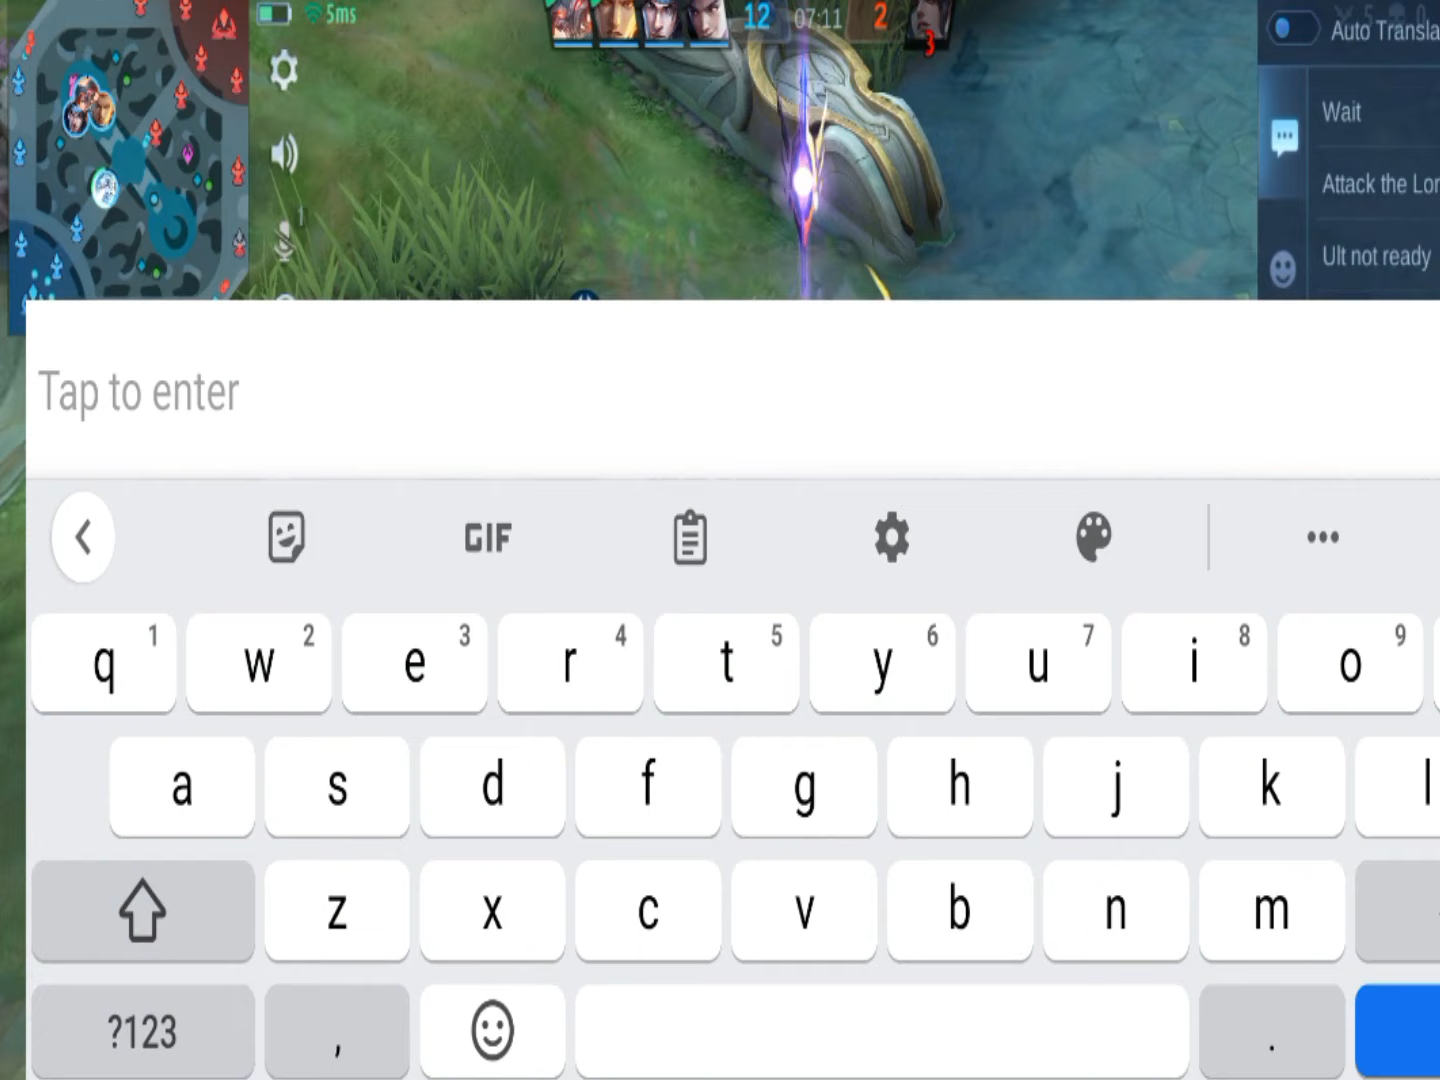 5ms
12 07:11 2
3
Auto Transla
Wait
Attack the Lor
Ult not ready
1
Tap to enter
GIF
q 1 w 2 e 3 r 4 t 5 y 6 u 7 i 8 o 9
a s d f g h j k l
z x c v b n m
?123 , .